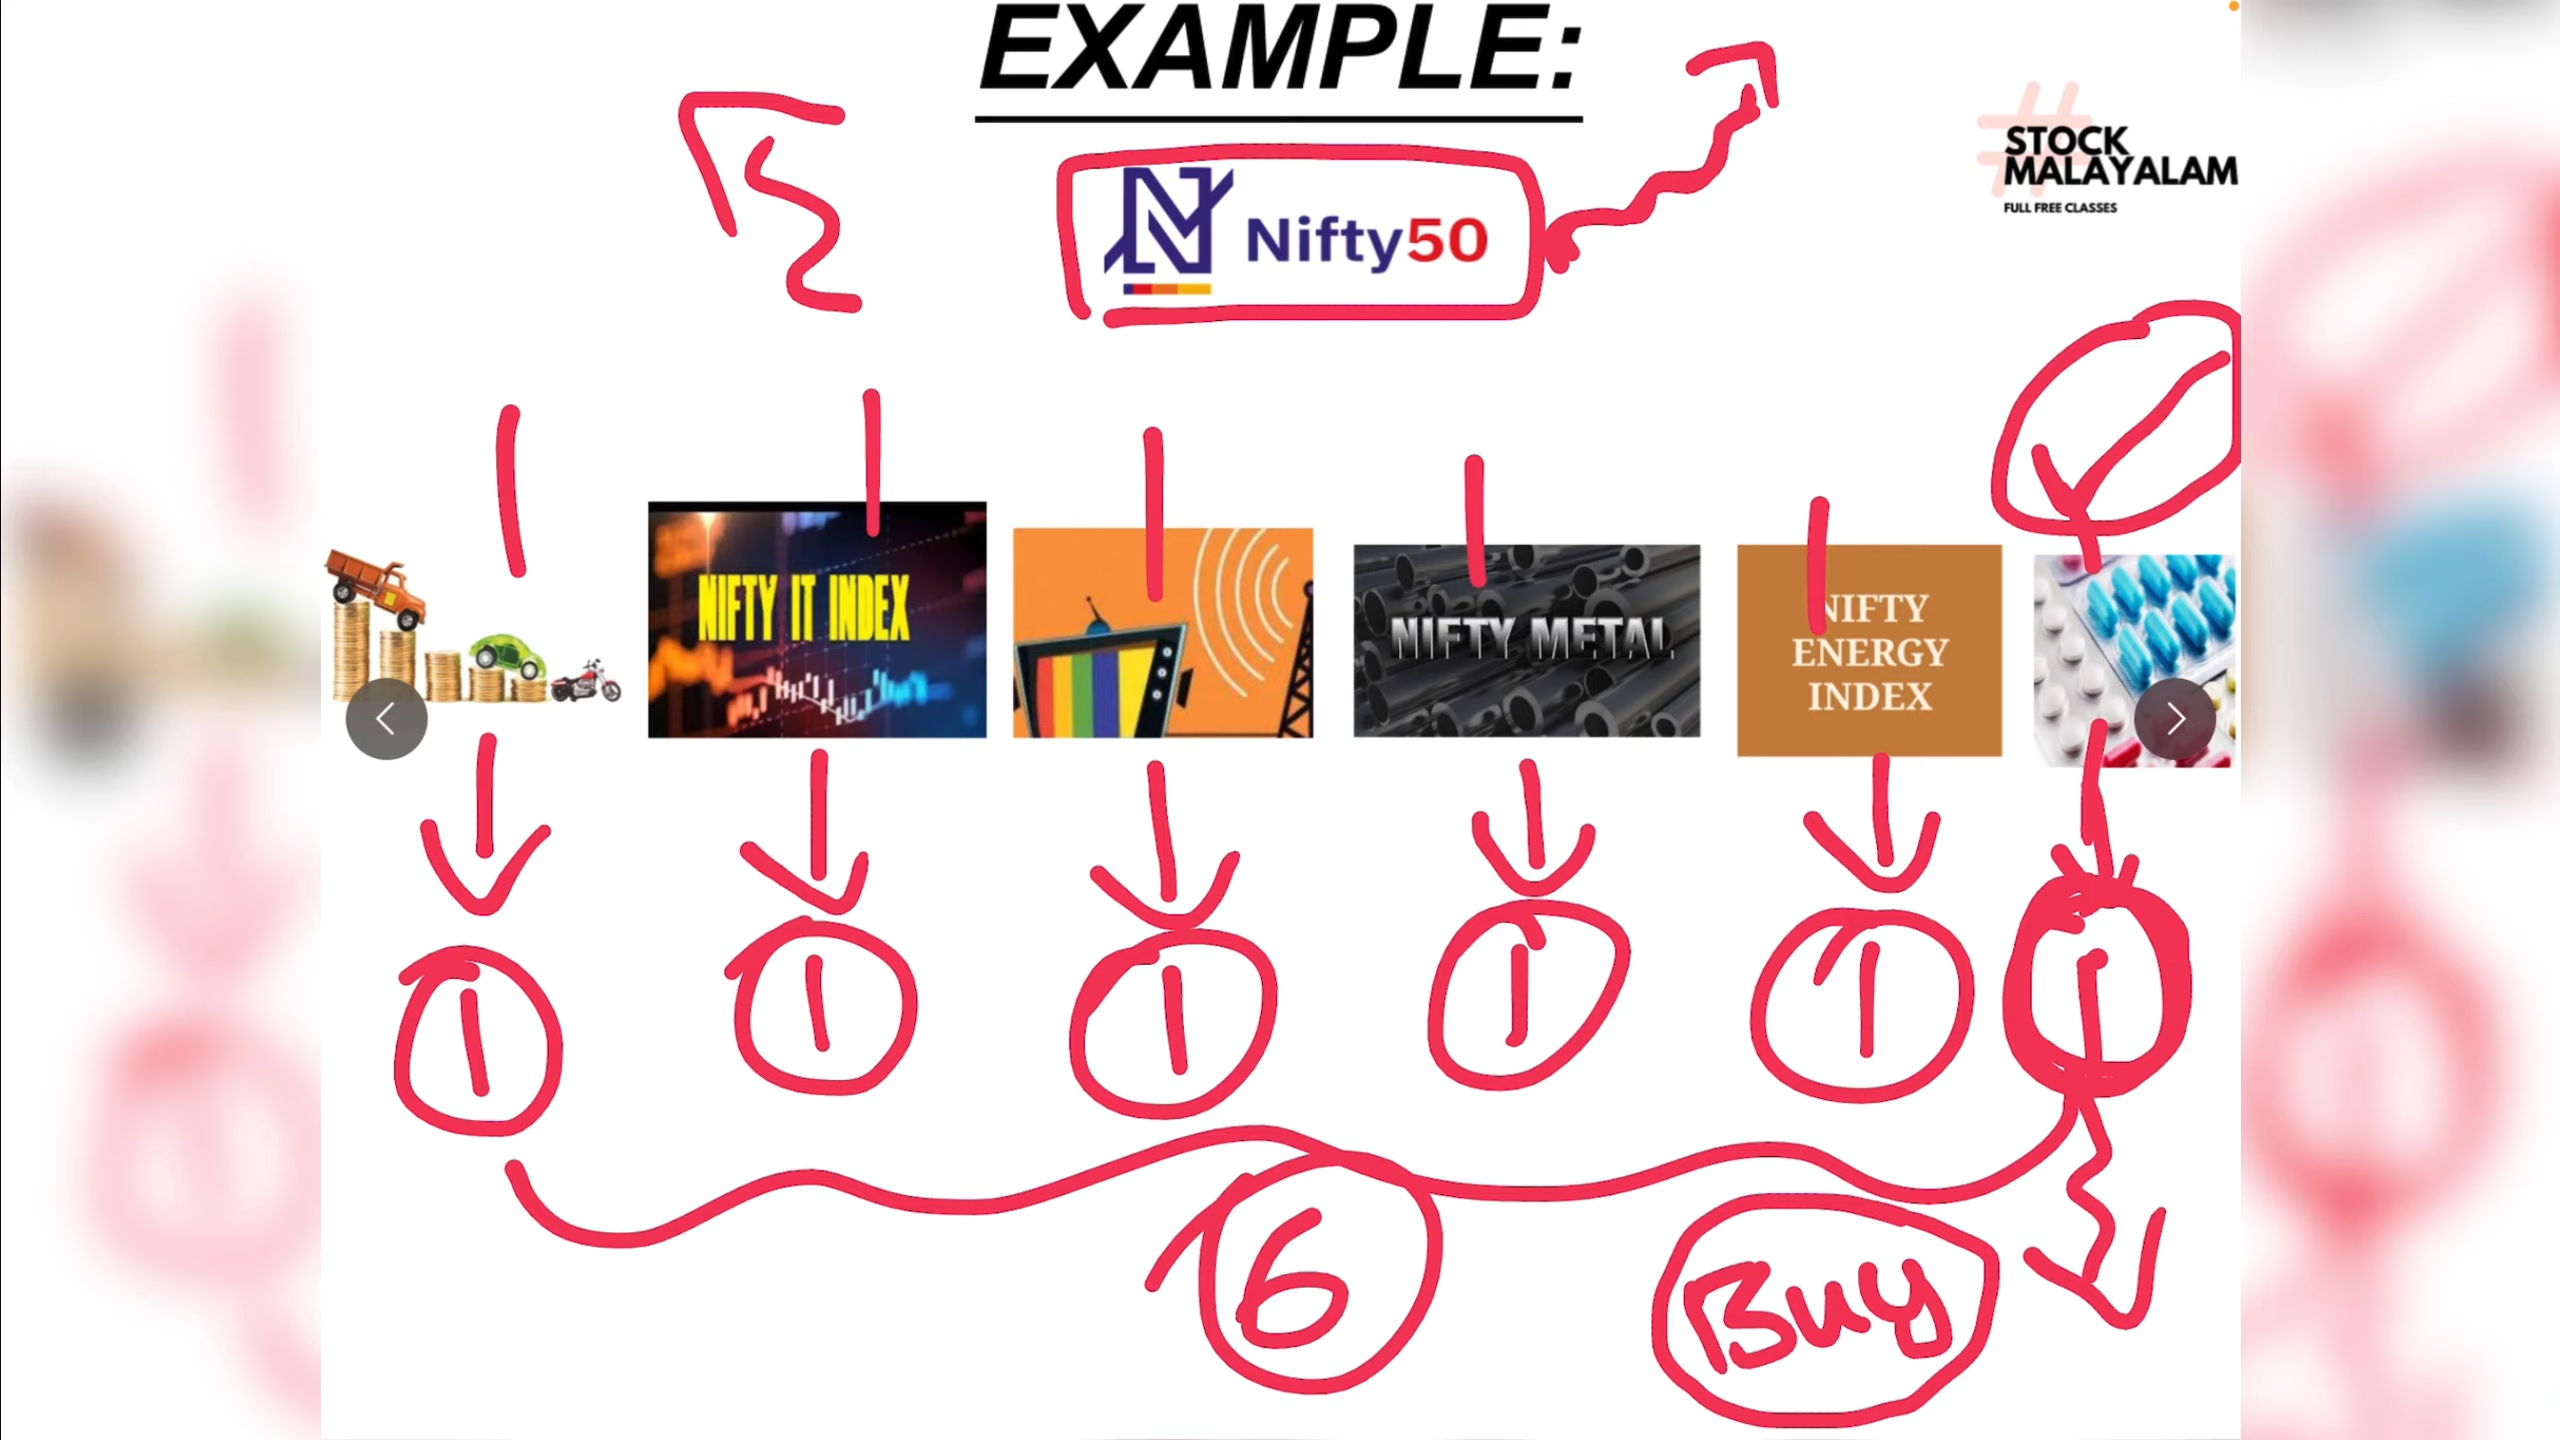 EXAMPLE:
STOCK
MALAYALAM
FULL FREE CLASSES
Nifty50
NIFTY IT INDEX
NIFTY METAL
NIFTY
ENERGY
INDEX
1 1 1 1 1 1
6
Buy